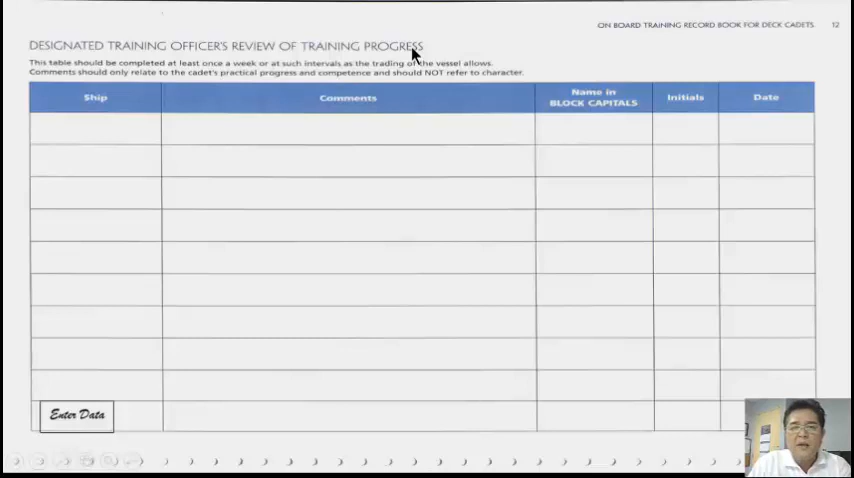 ON BOARD TRAINING RECORD BOOK FOR DECK CADETS 12
DESIGNATED TRAINING OFFICER'S REVIEW OF TRAINING PROGRESS
This table should be completed at least once a week or at such intervals as the trading of the vessel allows.
Comments should only relate to the cadet's practical progress and competence and should NOT refer to character.
Ship Comments Name in BLOCK CAPITALS Initials Date
Enter Data